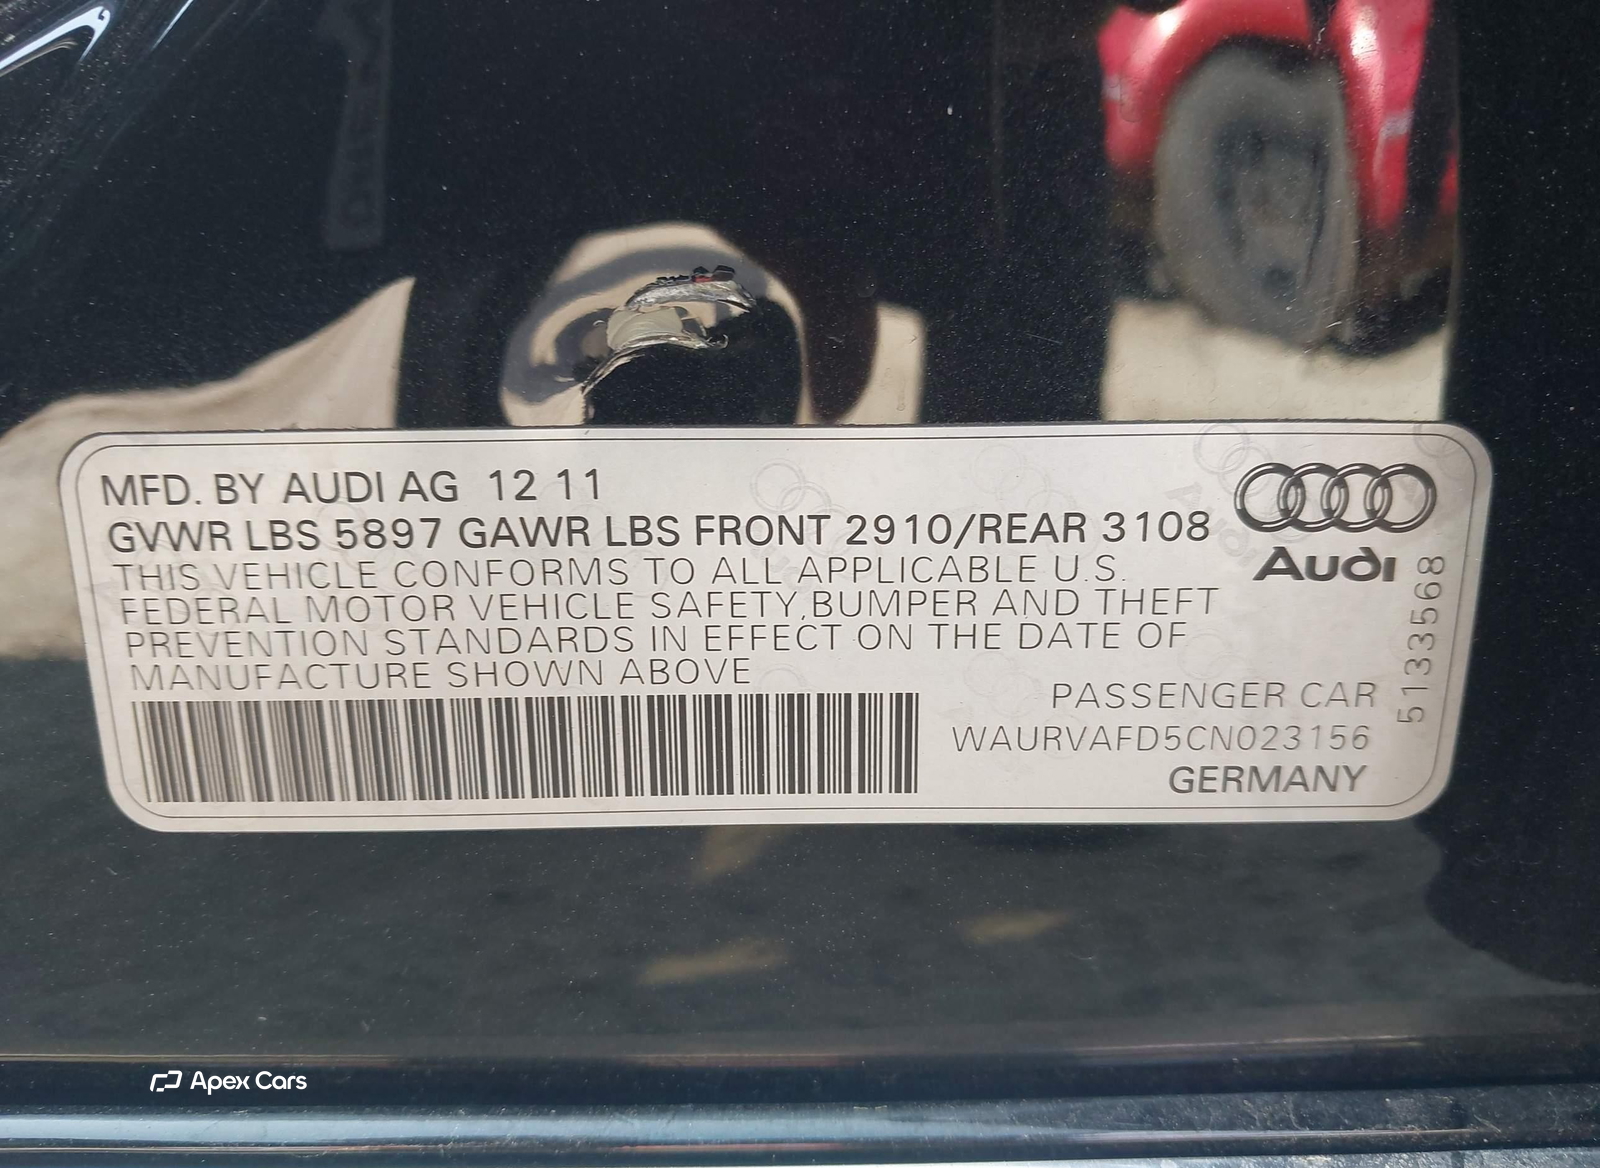 MFD. BY AUDI AG 12 11
GVWR LBS 5897 GAWR LBS FRONT 2910/REAR 3108
THIS VEHICLE CONFORMS TO ALL APPLICABLE U.S.
FEDERAL MOTOR VEHICLE SAFETY,BUMPER AND THEFT
PREVENTION STANDARDS IN EFFECT ON THE DATE OF
MANUFACTURE SHOWN ABOVE
Audi
5133568
PASSENGER CAR
WAURVAFD5CN023156
GERMANY
Apex Cars